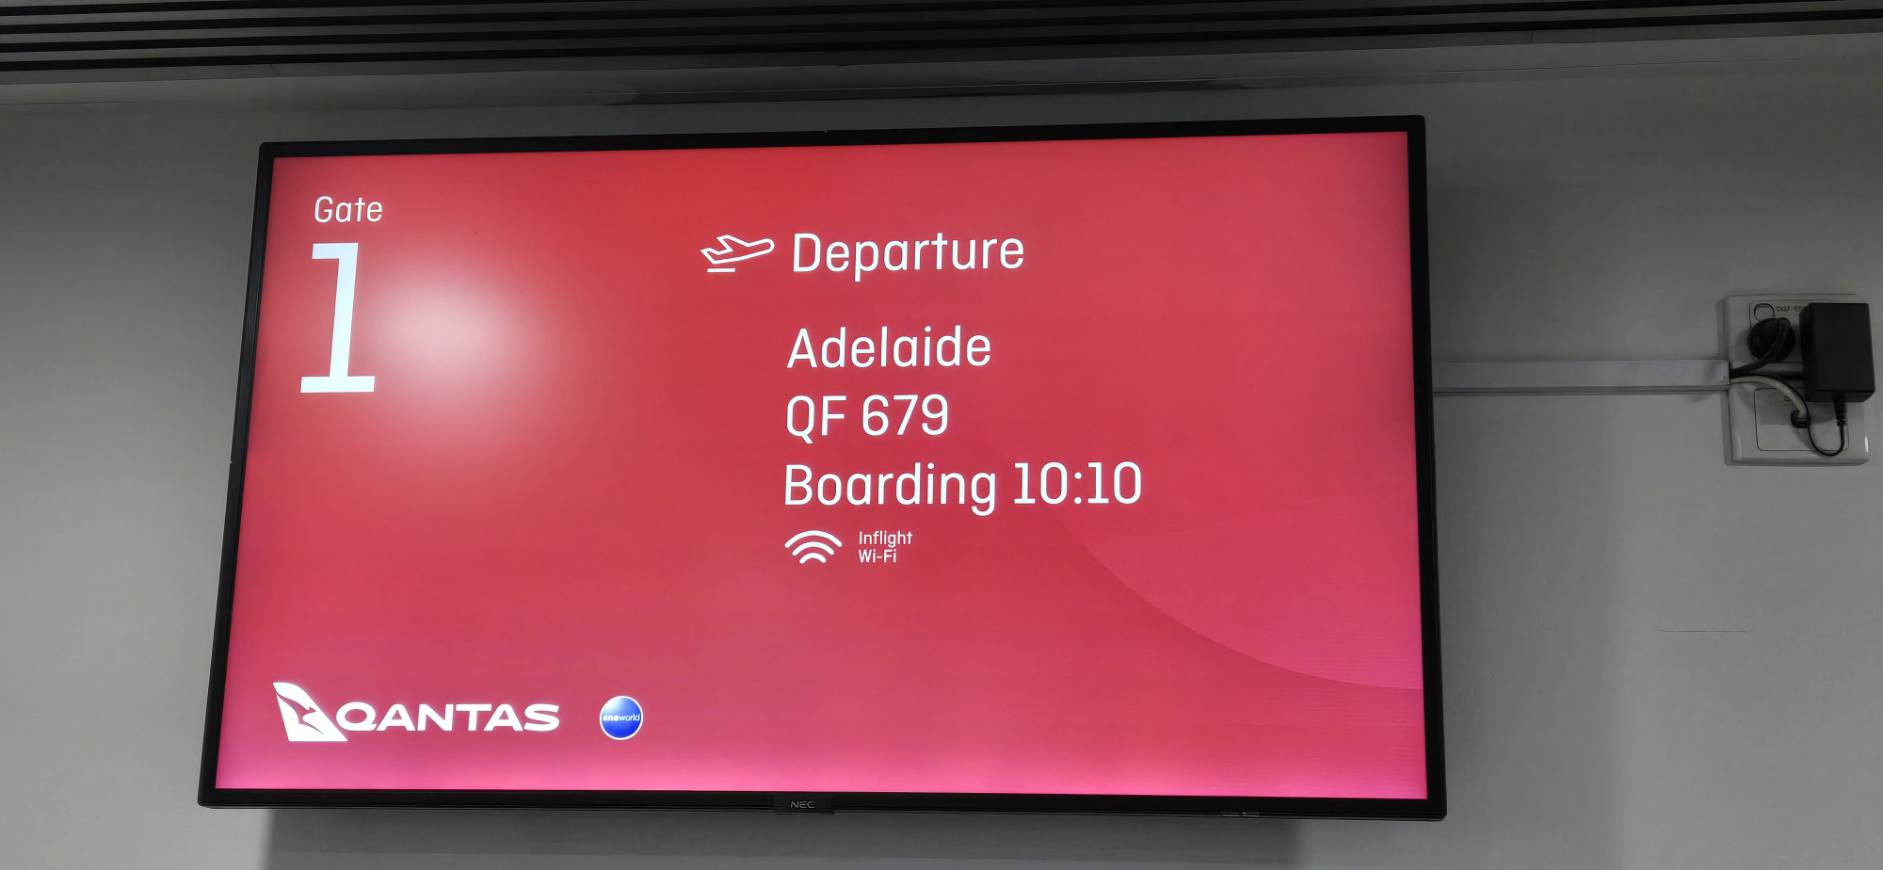 Gate
1
Departure
Adelaide
QF 679
Boarding 10:10
Inflight
Wi-Fi
QANTAS
oneworld
NEC